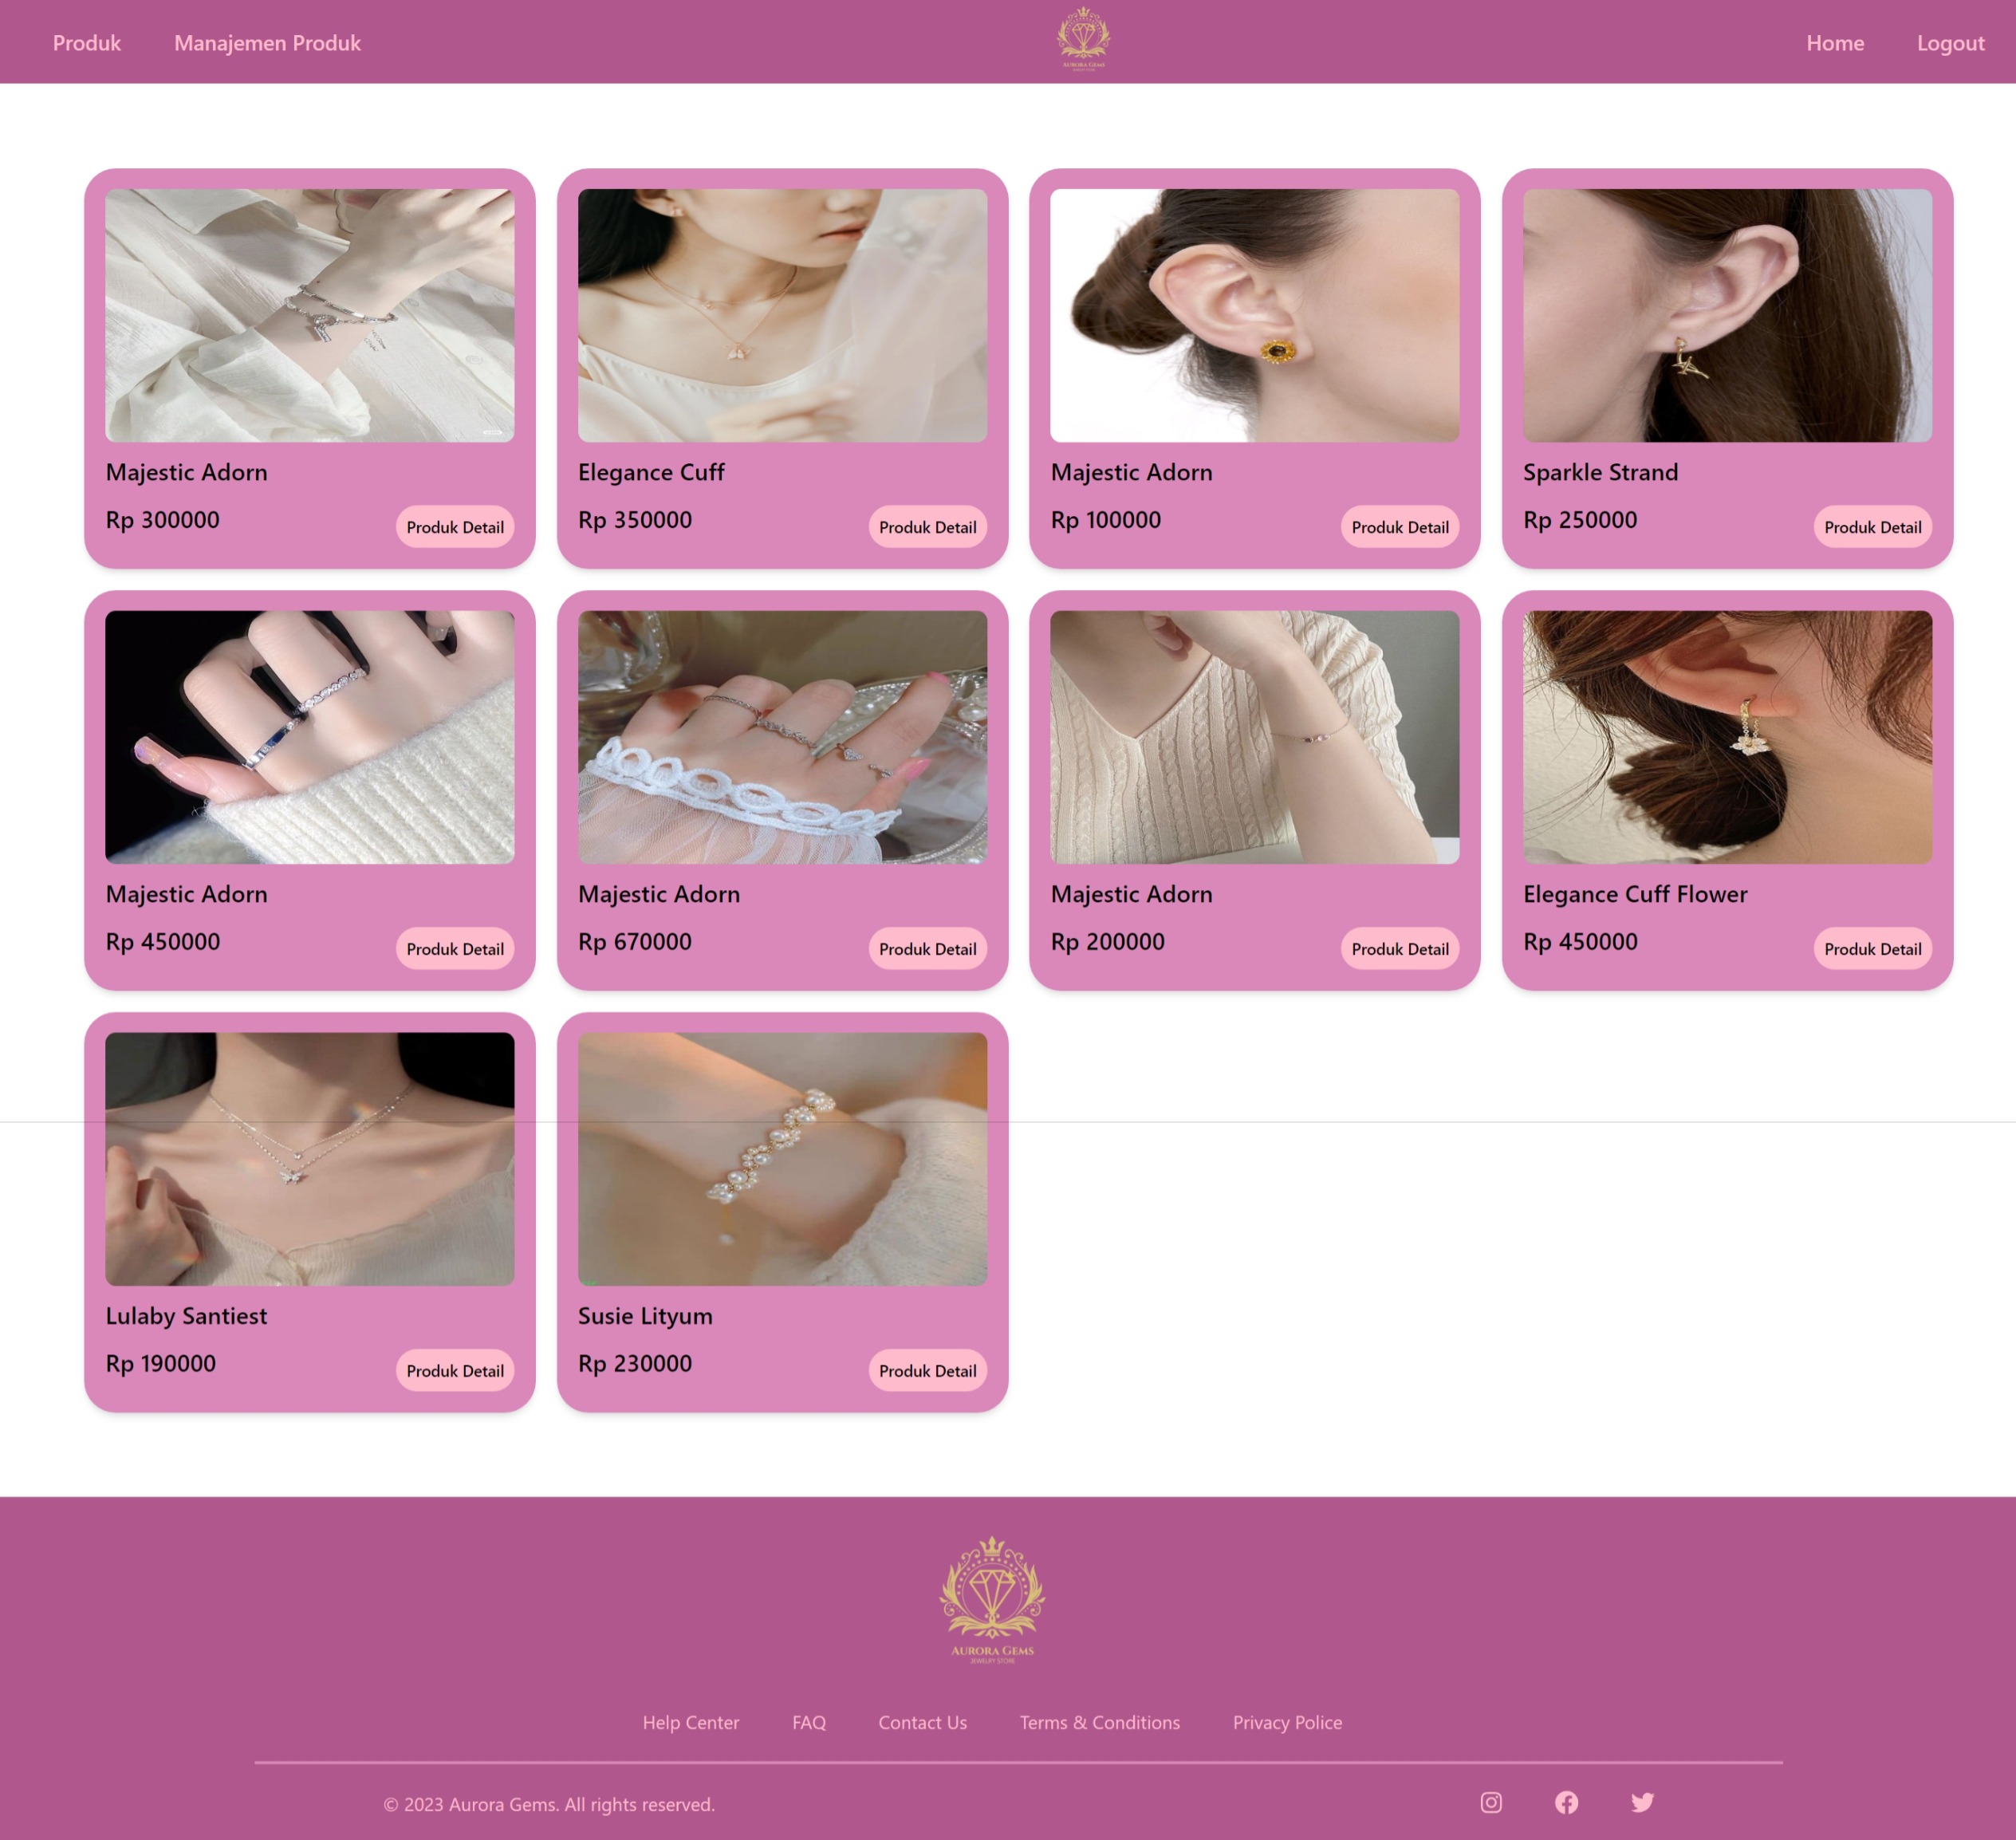 Produk
Manajemen Produk
AURORA GEMS
Home
Logout
Majestic Adorn
Rp 300000
Produk Detail
Elegance Cuff
Rp 350000
Produk Detail
Majestic Adorn
Rp 100000
Produk Detail
Sparkle Strand
Rp 250000
Produk Detail
Majestic Adorn
Rp 450000
Produk Detail
Majestic Adorn
Rp 670000
Produk Detail
Majestic Adorn
Rp 200000
Produk Detail
Elegance Cuff Flower
Rp 450000
Produk Detail
Lulaby Santiest
Rp 190000
Produk Detail
Susie Lityum
Rp 230000
Produk Detail
AURORA GEMS
JEWELRY STORE
Help Center
FAQ
Contact Us
Terms & Conditions
Privacy Police
© 2023 Aurora Gems. All rights reserved.